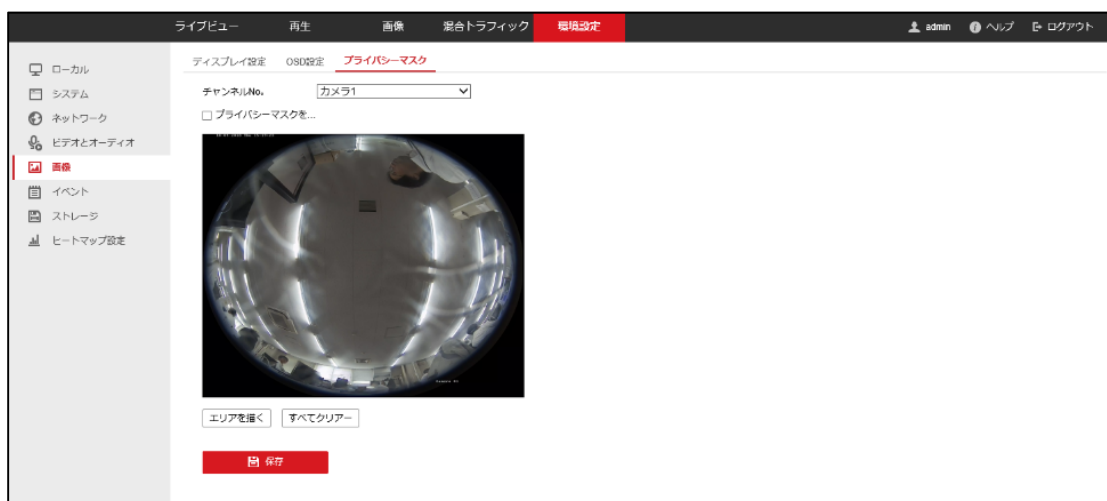 ライブビュー 再生 画像 混合トラフィック 環境設定 admin ヘルプ ログアウト
ローカル
システム
ネットワーク
ビデオとオーディオ
画像
イベント
ストレージ
ヒートマップ設定
ディスプレイ設定 OSD設定 プライバシーマスク
チャンネルNo. カメラ1
プライバシーマスクを...
エリアを描く すべてクリアー
保存